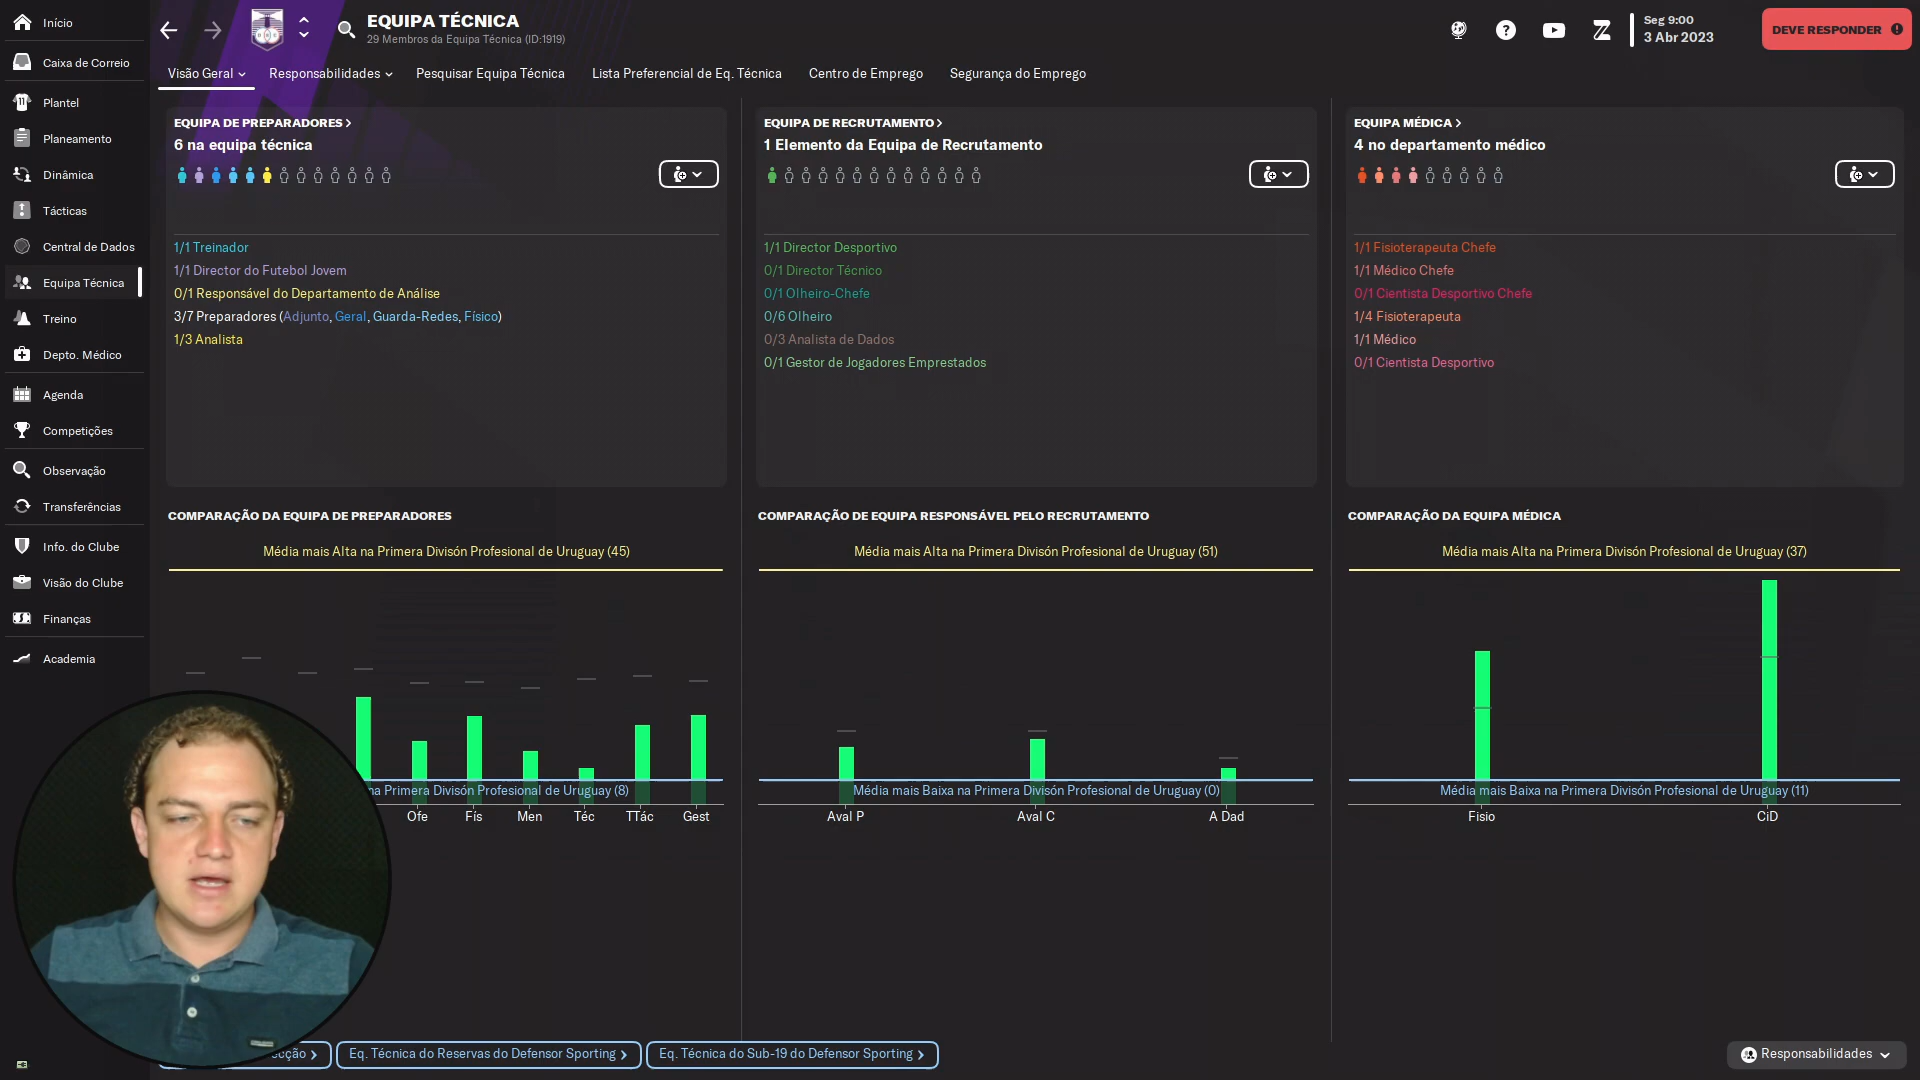 Início
Caixa de Correio
Plantel
Planeamento
Dinâmica
Tácticas
Central de Dados
Equipa Técnica
Treino
Depto. Médico
Agenda
Competições
Observação
Transferências
Info. do Clube
Visão do Clube
Finanças
Academia
EQUIPA TÉCNICA
29 Membros da Equipa Técnica (ID:1919)
Seg 9:00
3 Abr 2023
DEVE RESPONDER
Visão Geral
Responsabilidades
Pesquisar Equipa Técnica
Lista Preferencial de Eq. Técnica
Centro de Emprego
Segurança do Emprego
EQUIPA DE PREPARADORES
6 na equipa técnica
1/1 Treinador
1/1 Director do Futebol Jovem
0/1 Responsável do Departamento de Análise
3/7 Preparadores (Adjunto, Geral, Guarda-Redes, Físico)
1/3 Analista
EQUIPA DE RECRUTAMENTO
1 Elemento da Equipa de Recrutamento
1/1 Director Desportivo
0/1 Director Técnico
0/1 Olheiro-Chefe
0/6 Olheiro
0/3 Analista de Dados
0/1 Gestor de Jogadores Emprestados
EQUIPA MÉDICA
4 no departamento médico
1/1 Fisioterapeuta Chefe
1/1 Médico Chefe
0/1 Cientista Desportivo Chefe
1/4 Fisioterapeuta
1/1 Médico
0/1 Cientista Desportivo
COMPARAÇÃO DA EQUIPA DE PREPARADORES
Média mais Alta na Primera Divisón Profesional de Uruguay (45)
na Primera Divisón Profesional de Uruguay (8)
Ofe
Fís
Men
Téc
TTác
Gest
COMPARAÇÃO DE EQUIPA RESPONSÁVEL PELO RECRUTAMENTO
Média mais Alta na Primera Divisón Profesional de Uruguay (51)
Média mais Baixa na Primera Divisón Profesional de Uruguay (0)
Aval P
Aval C
A Dad
COMPARAÇÃO DA EQUIPA MÉDICA
Média mais Alta na Primera Divisón Profesional de Uruguay (37)
Média mais Baixa na Primera Divisón Profesional de Uruguay (11)
Fisio
CiD
Eq. Técnica do Reservas do Defensor Sporting
Eq. Técnica do Sub-19 do Defensor Sporting
Responsabilidades